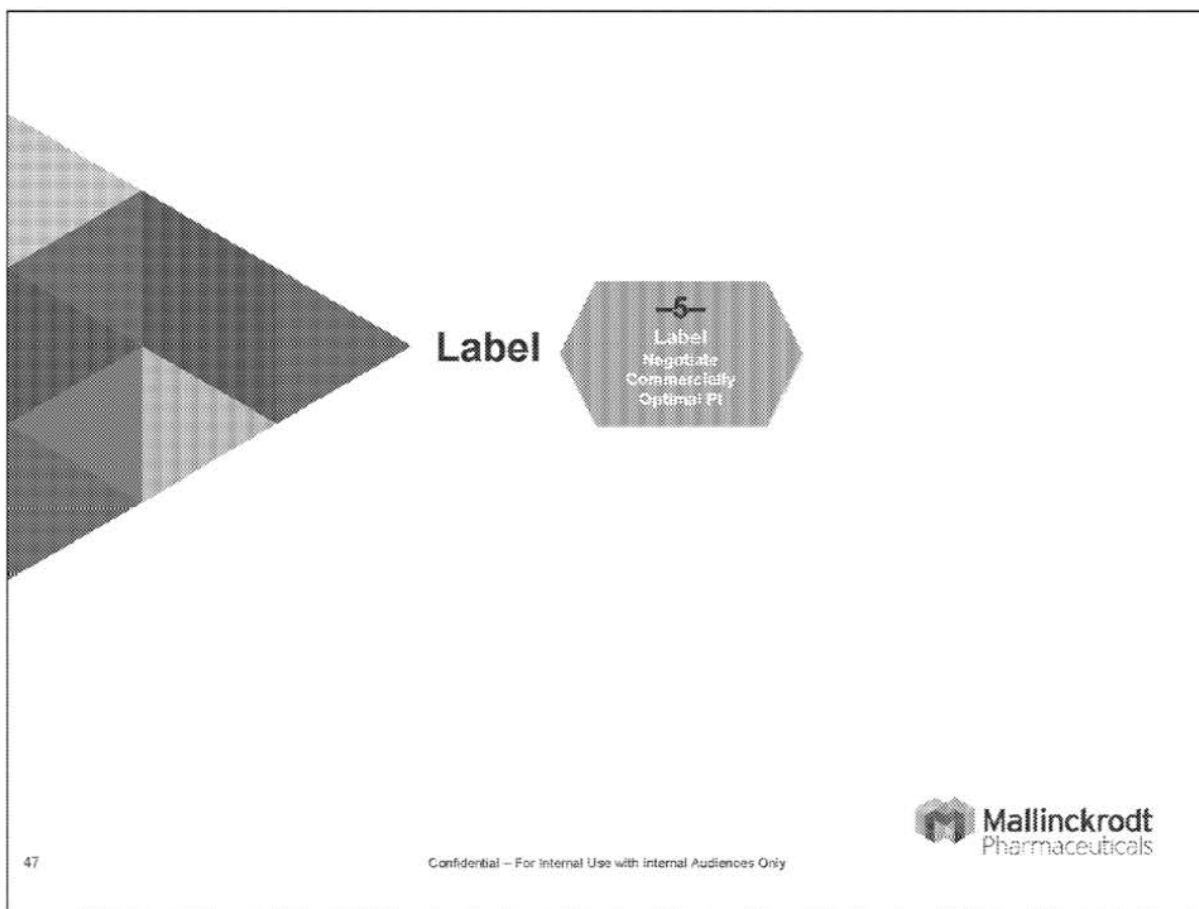 Label
–5–
Label
Negotiate
Commercially
Optimal PI
Mallinckrodt
Pharmaceuticals
47
Confidential – For Internal Use with Internal Audiences Only